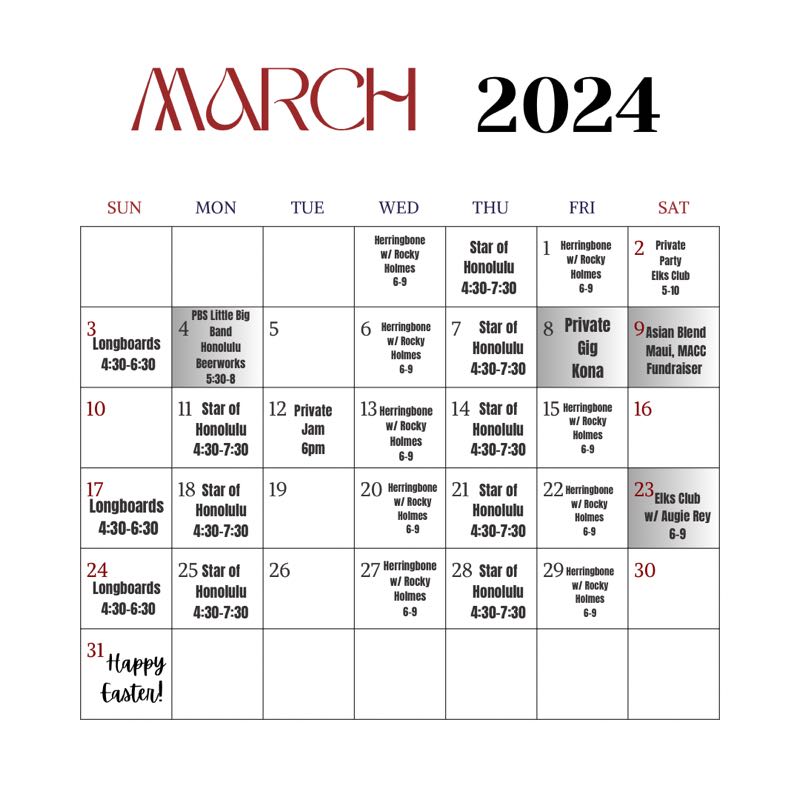 MARCH 2024
SUN MON TUE WED THU FRI SAT
Herringbone
w/ Rocky
Holmes
6-9
Star of
Honolulu
4:30-7:30
1 Herringbone
w/ Rocky
Holmes
6-9
2 Private
Party
Elks Club
5-10
3
Longboards
4:30-6:30
4 PBS Little Big
Band
Honolulu
Beerworks
5:30-8
5
6 Herringbone
w/ Rocky
Holmes
6-9
7 Star of
Honolulu
4:30-7:30
8 Private
Gig
Kona
9 Asian Blend
Maui, MACC
Fundraiser
10
11 Star of
Honolulu
4:30-7:30
12 Private
Jam
6pm
13 Herringbone
w/ Rocky
Holmes
6-9
14 Star of
Honolulu
4:30-7:30
15 Herringbone
w/ Rocky
Holmes
6-9
16
17
Longboards
4:30-6:30
18 Star of
Honolulu
4:30-7:30
19
20 Herringbone
w/ Rocky
Holmes
6-9
21 Star of
Honolulu
4:30-7:30
22 Herringbone
w/ Rocky
Holmes
6-9
23 Elks Club
w/ Augie Rey
6-9
24
Longboards
4:30-6:30
25 Star of
Honolulu
4:30-7:30
26
27 Herringbone
w/ Rocky
Holmes
6-9
28 Star of
Honolulu
4:30-7:30
29 Herringbone
w/ Rocky
Holmes
6-9
30
31 Happy
Easter!